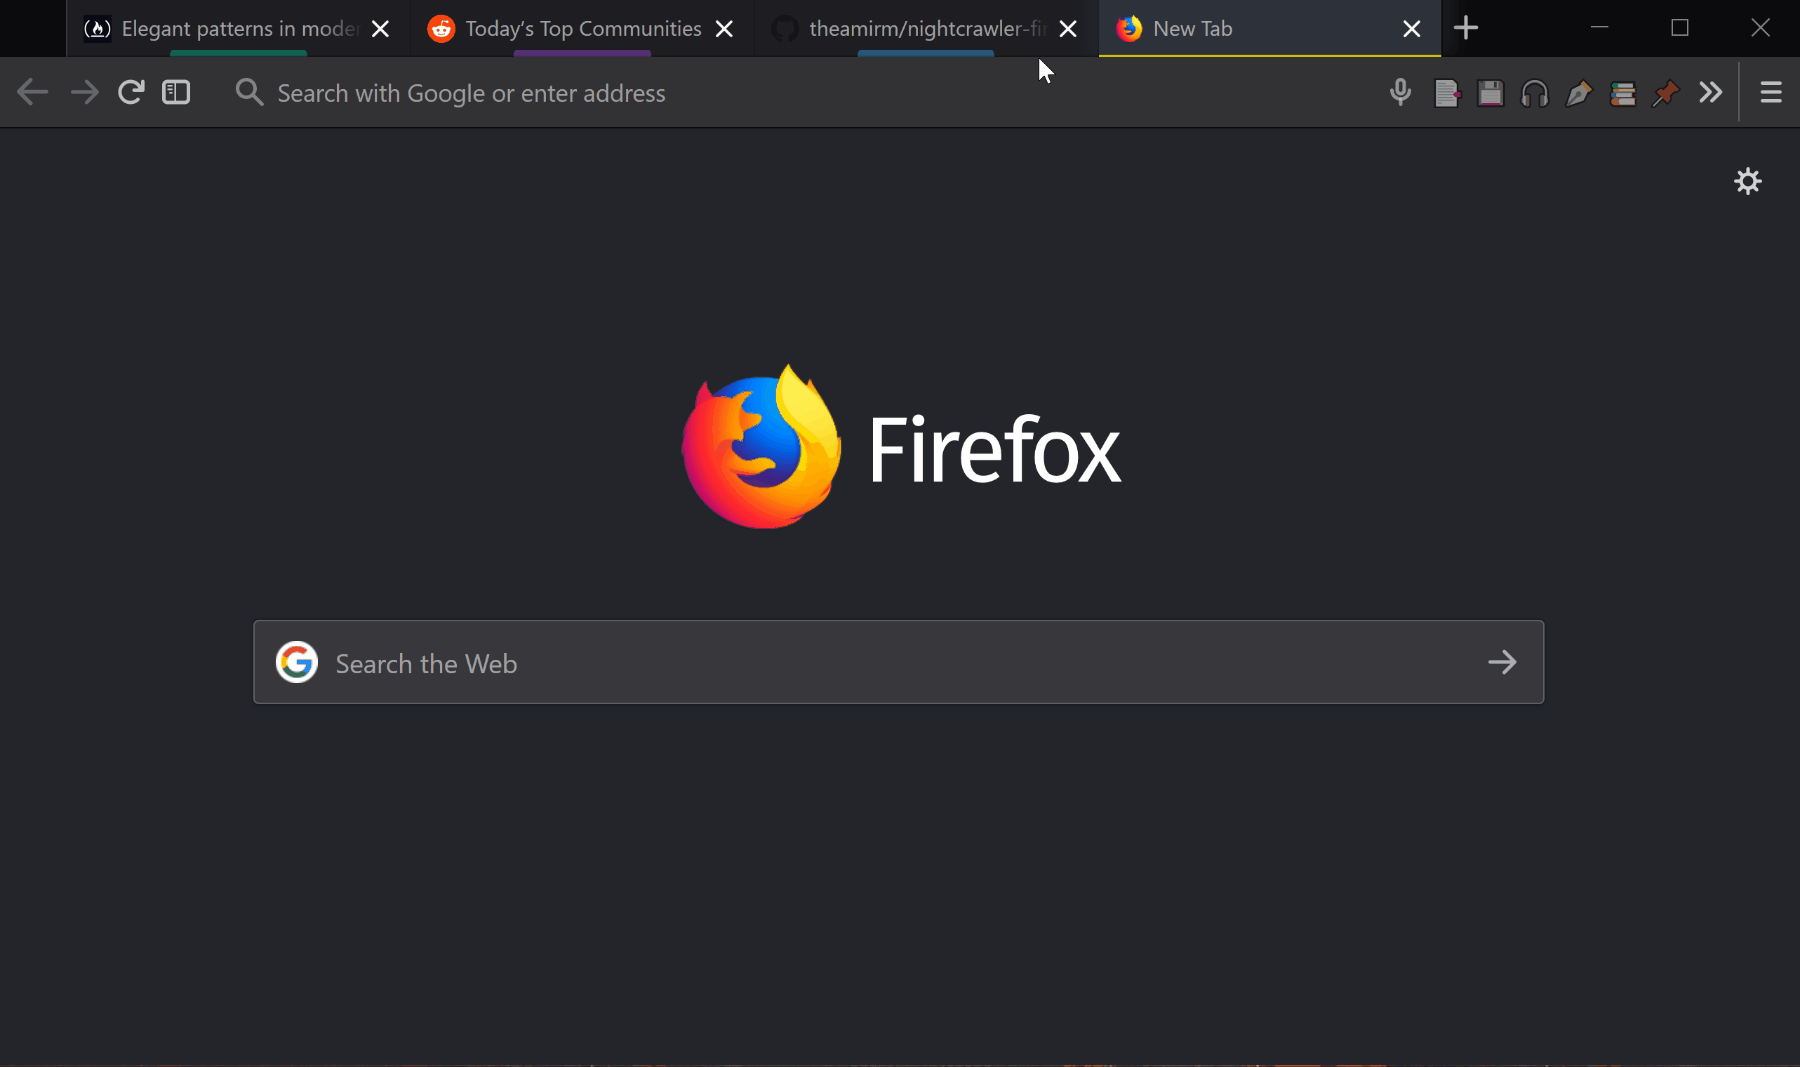 Elegant patterns in moder
Today's Top Communities
theamirm/nightcrawler-fi
New Tab
Search with Google or enter address
Firefox
Search the Web